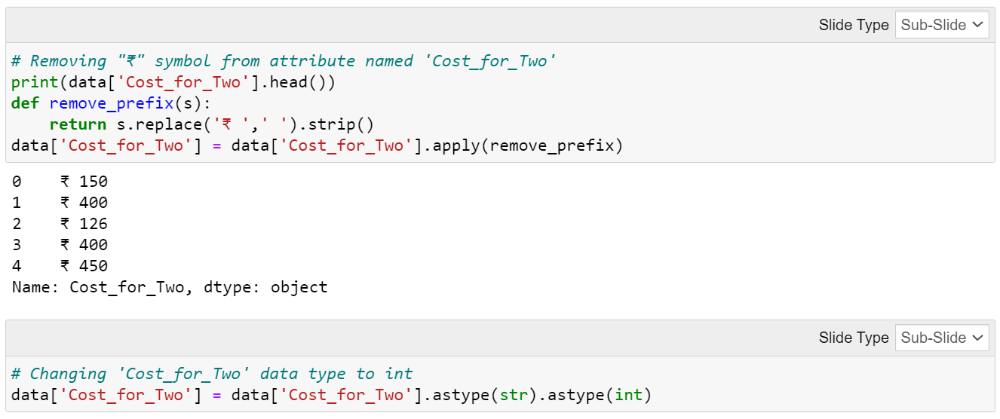 Slide Type Sub-Slide
# Removing "₹" symbol from attribute named 'Cost_for_Two'
print(data['Cost_for_Two'].head())
def remove_prefix(s):
    return s.replace('₹ ',' ').strip()
data['Cost_for_Two'] = data['Cost_for_Two'].apply(remove_prefix)
0    ₹ 150
1    ₹ 400
2    ₹ 126
3    ₹ 400
4    ₹ 450
Name: Cost_for_Two, dtype: object
Slide Type Sub-Slide
# Changing 'Cost_for_Two' data type to int
data['Cost_for_Two'] = data['Cost_for_Two'].astype(str).astype(int)